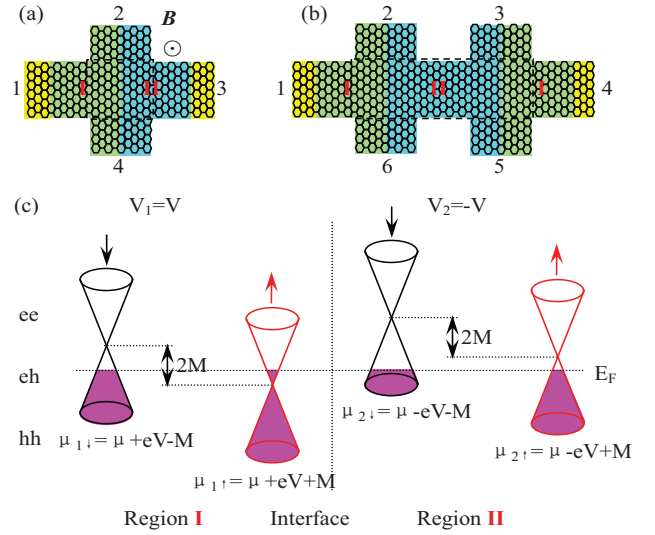 (a)
2
B
1
I
II
3
4
(b)
2
3
1
I
II
I
4
6
5
(c)
V₁=V
V₂=-V
ee
eh
hh
2M
2M
E_F
μ₁↓=μ+eV-M
μ₁↑=μ+eV+M
μ₂↓=μ-eV-M
μ₂↑=μ-eV+M
Region I
Interface
Region II